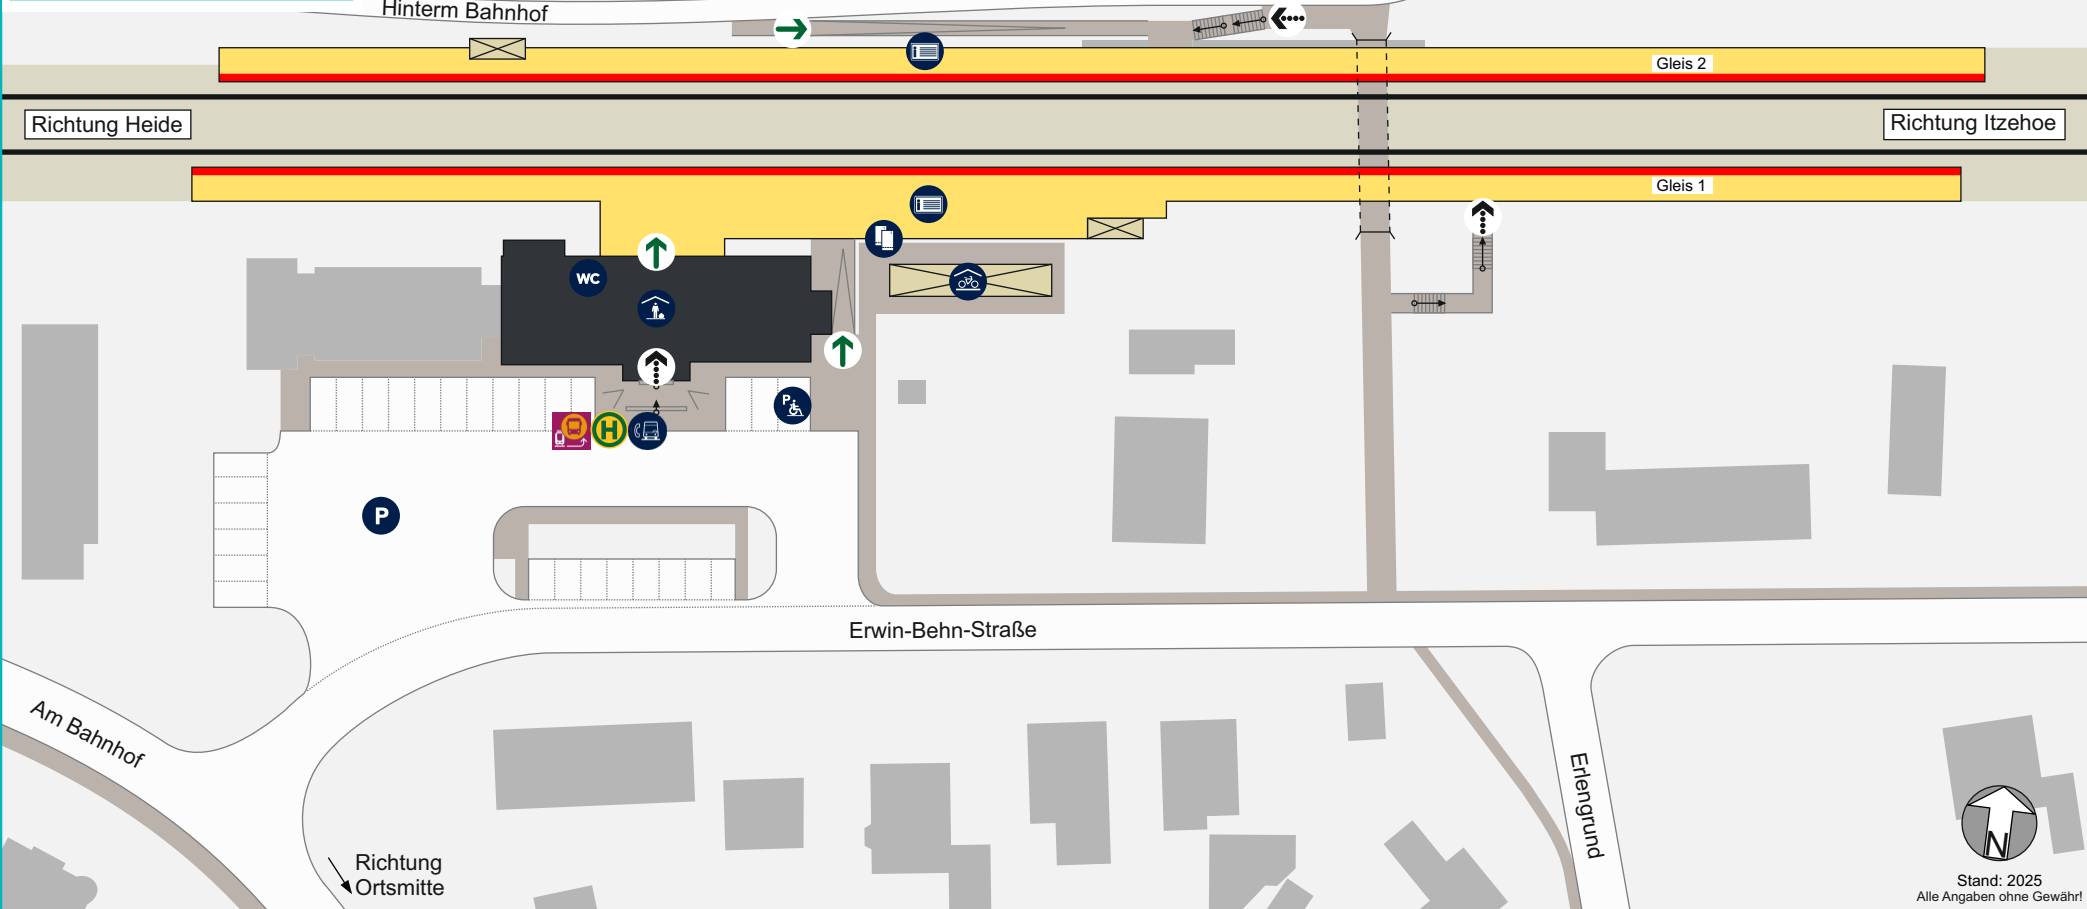 Hinterm Bahnhof
Gleis 2
Richtung Heide
Richtung Itzehoe
Gleis 1
WC
P
H
P
Erwin-Behn-Straße
Am Bahnhof
Erlengrund
Richtung
Ortsmitte
N
Stand: 2025
Alle Angaben ohne Gewähr!